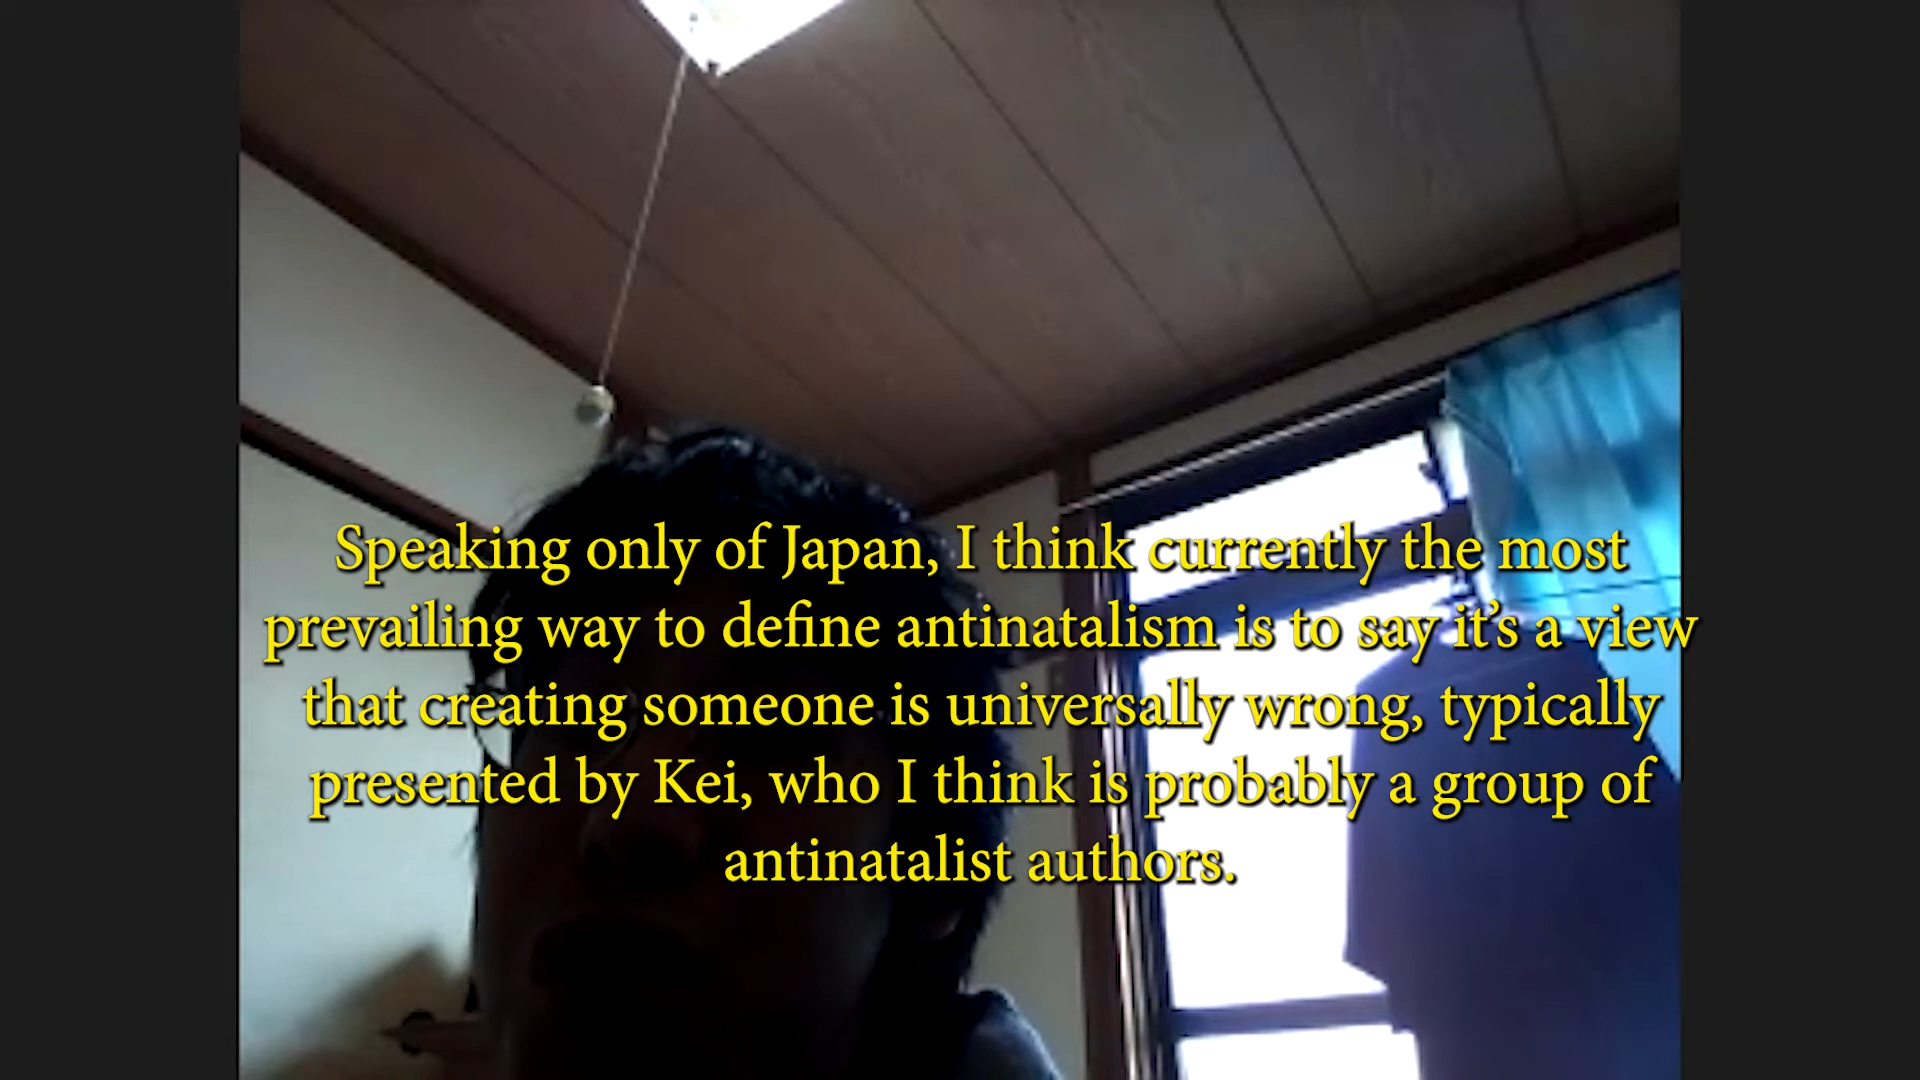 Speaking only of Japan, I think currently the most
prevailing way to define antinatalism is to say it’s a view
that creating someone is universally wrong, typically
presented by Kei, who I think is probably a group of
antinatalist authors.